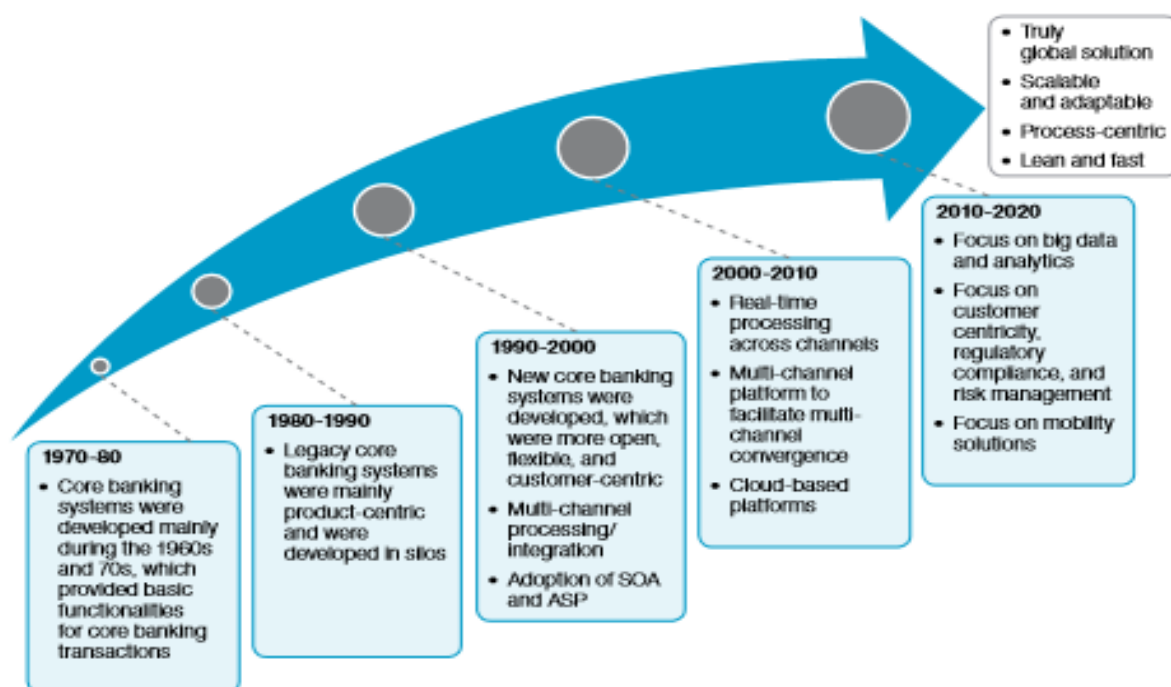 • Truly
global solution
• Scalable
and adaptable
• Process-centric
• Lean and fast
1970-80
• Core banking
systems were
developed mainly
during the 1960s
and 70s, which
provided basic
functionalities
for core banking
transactions
1980-1990
• Legacy core
banking systems
were mainly
product-centric
and were
developed in silos
1990-2000
• New core banking
systems were
developed, which
were more open,
flexible, and
customer-centric
• Multi-channel
processing/
integration
• Adoption of SOA
and ASP
2000-2010
• Real-time
processing
across channels
• Multi-channel
platform to
facilitate multi-
channel
convergence
• Cloud-based
platforms
2010-2020
• Focus on big data
and analytics
• Focus on
customer
centricity,
regulatory
compliance, and
risk management
• Focus on mobility
solutions